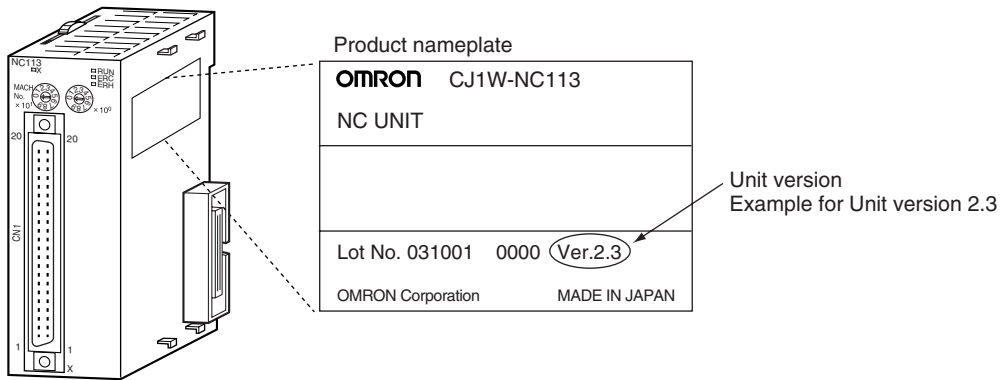 NC113
X
RUN
ERC
ERH
MACH
No.
×10¹
×10⁰
20
20
CN1
1
1
X
Product nameplate
OMRON CJ1W-NC113
NC UNIT
Lot No. 031001 0000 Ver.2.3
OMRON Corporation MADE IN JAPAN
Unit version
Example for Unit version 2.3